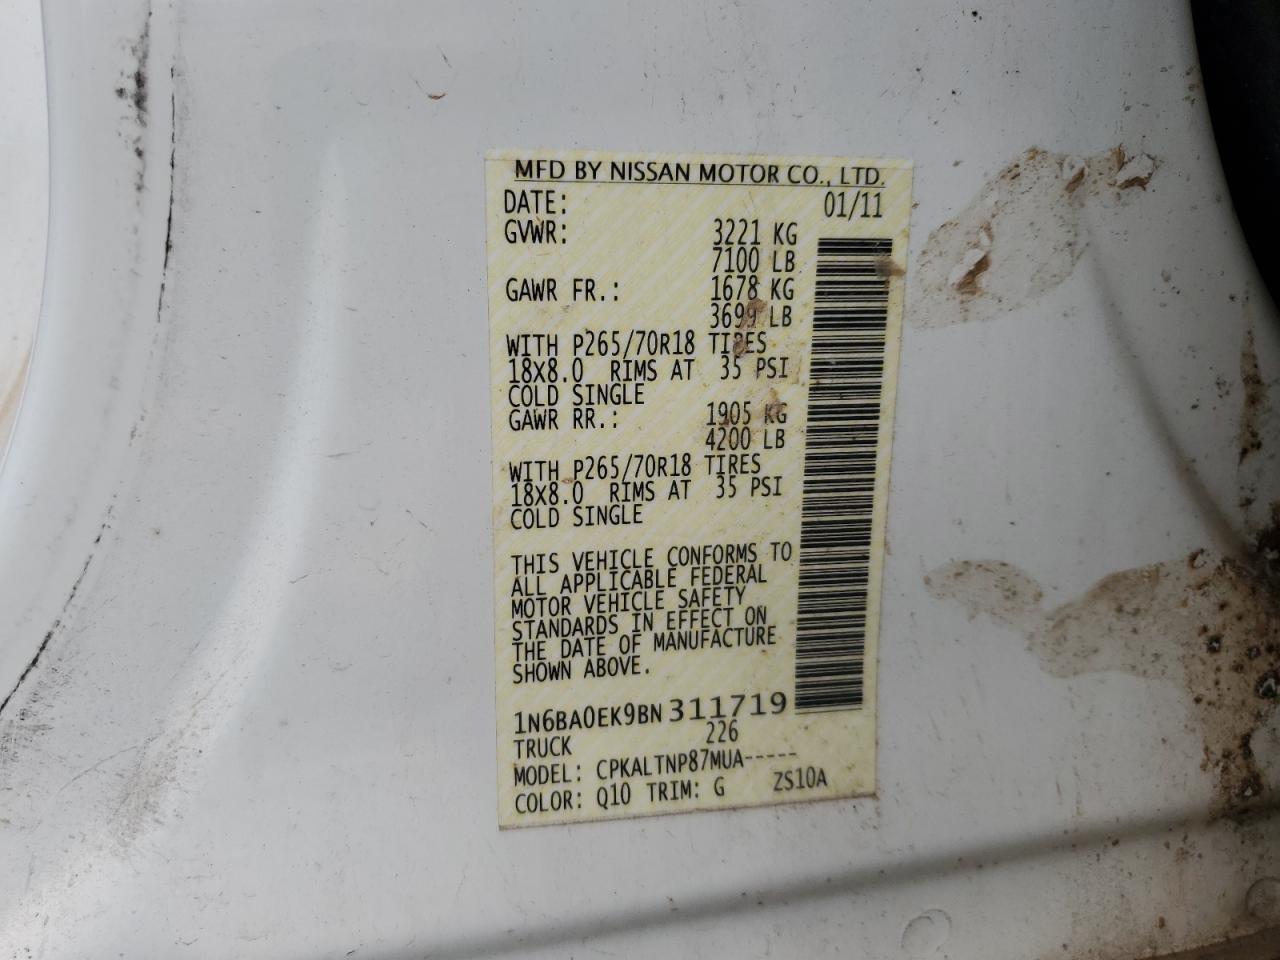 MFD BY NISSAN MOTOR CO., LTD.
DATE: 01/11
GVWR: 3221 KG
7100 LB
GAWR FR.: 1678 KG
3699 LB
WITH P265/70R18 TIRES
18X8.0 RIMS AT 35 PSI
COLD SINGLE
GAWR RR.: 1905 KG
4200 LB
WITH P265/70R18 TIRES
18X8.0 RIMS AT 35 PSI
COLD SINGLE
THIS VEHICLE CONFORMS TO
ALL APPLICABLE FEDERAL
MOTOR VEHICLE SAFETY
STANDARDS IN EFFECT ON
THE DATE OF MANUFACTURE
SHOWN ABOVE.
1N6BA0EK9BN311719
TRUCK 226
MODEL: CPKALTNP87MUA-----
COLOR: Q10 TRIM: G ZS10A